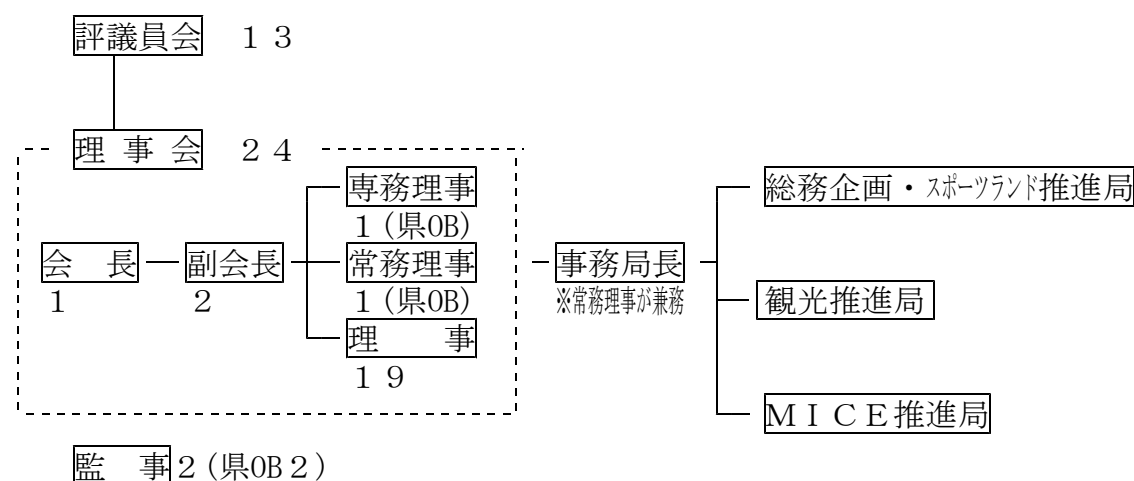 評議員会 １３
理 事 会 ２４
専務理事
１(県OB)
総務企画・スポーツランド推進局
会 長
副会長
常務理事
事務局長
１
２
１(県OB)
※常務理事が兼務
観光推進局
理 事
１９
ＭＩＣＥ推進局
監 事２(県OB２)